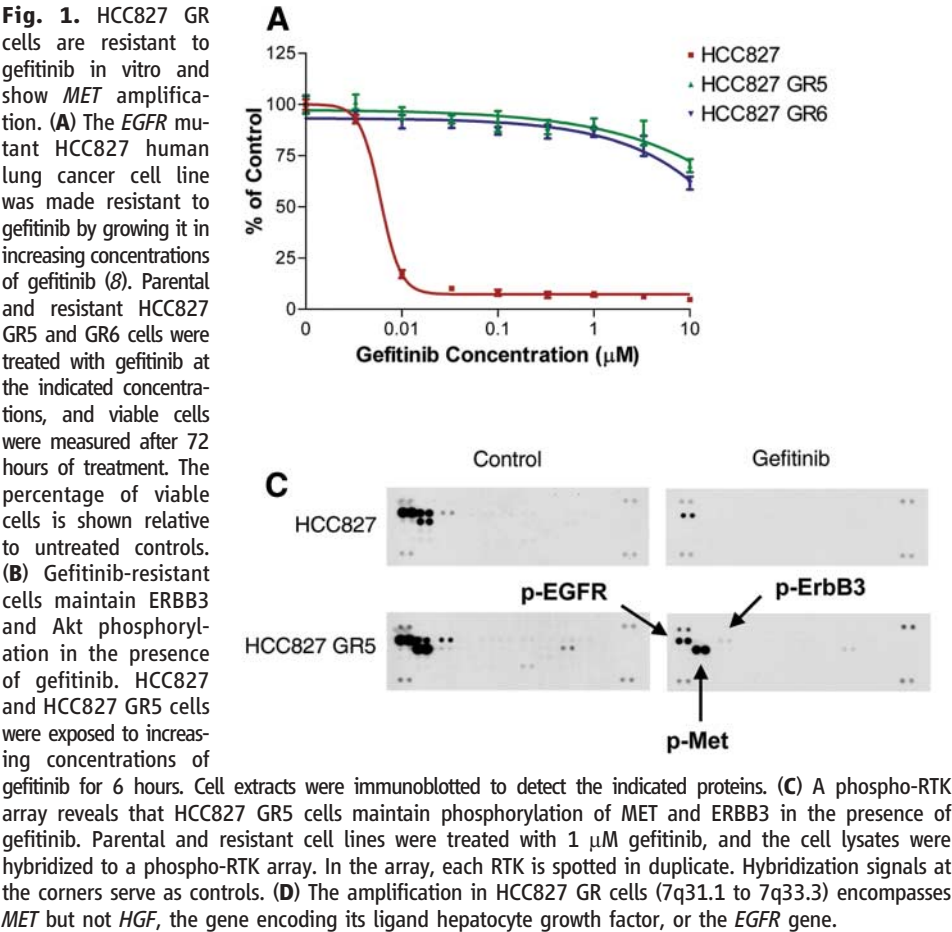 Fig. 1. HCC827 GR
cells are resistant to
gefitinib in vitro and
show MET amplifica-
tion. (A) The EGFR mu-
tant HCC827 human
lung cancer cell line
was made resistant to
gefitinib by growing it in
increasing concentrations
of gefitinib (8). Parental
and resistant HCC827
GR5 and GR6 cells were
treated with gefitinib at
the indicated concentra-
tions, and viable cells
were measured after 72
hours of treatment. The
percentage of viable
cells is shown relative
to untreated controls.
(B) Gefitinib-resistant
cells maintain ERBB3
and Akt phosphoryl-
ation in the presence
of gefitinib. HCC827
and HCC827 GR5 cells
were exposed to increas-
ing concentrations of
gefitinib for 6 hours. Cell extracts were immunoblotted to detect the indicated proteins. (C) A phospho-RTK
array reveals that HCC827 GR5 cells maintain phosphorylation of MET and ERBB3 in the presence of
gefitinib. Parental and resistant cell lines were treated with 1 μM gefitinib, and the cell lysates were
hybridized to a phospho-RTK array. In the array, each RTK is spotted in duplicate. Hybridization signals at
the corners serve as controls. (D) The amplification in HCC827 GR cells (7q31.1 to 7q33.3) encompasses
MET but not HGF, the gene encoding its ligand hepatocyte growth factor, or the EGFR gene.
A
125
100
75
50
25
0
% of Control
0 0.01 0.1 1 10
Gefitinib Concentration (μM)
HCC827
HCC827 GR5
HCC827 GR6
C
Control Gefitinib
HCC827
p-EGFR p-ErbB3
HCC827 GR5
p-Met